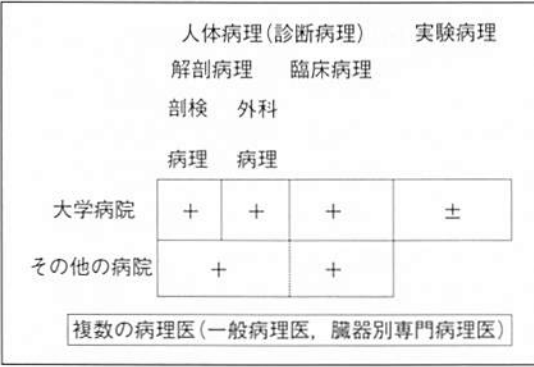 人体病理(診断病理) 実験病理
解剖病理 臨床病理
剖検 外科
病理 病理
大学病院 + + + ±
その他の病院 + +
複数の病理医(一般病理医,臓器別専門病理医)